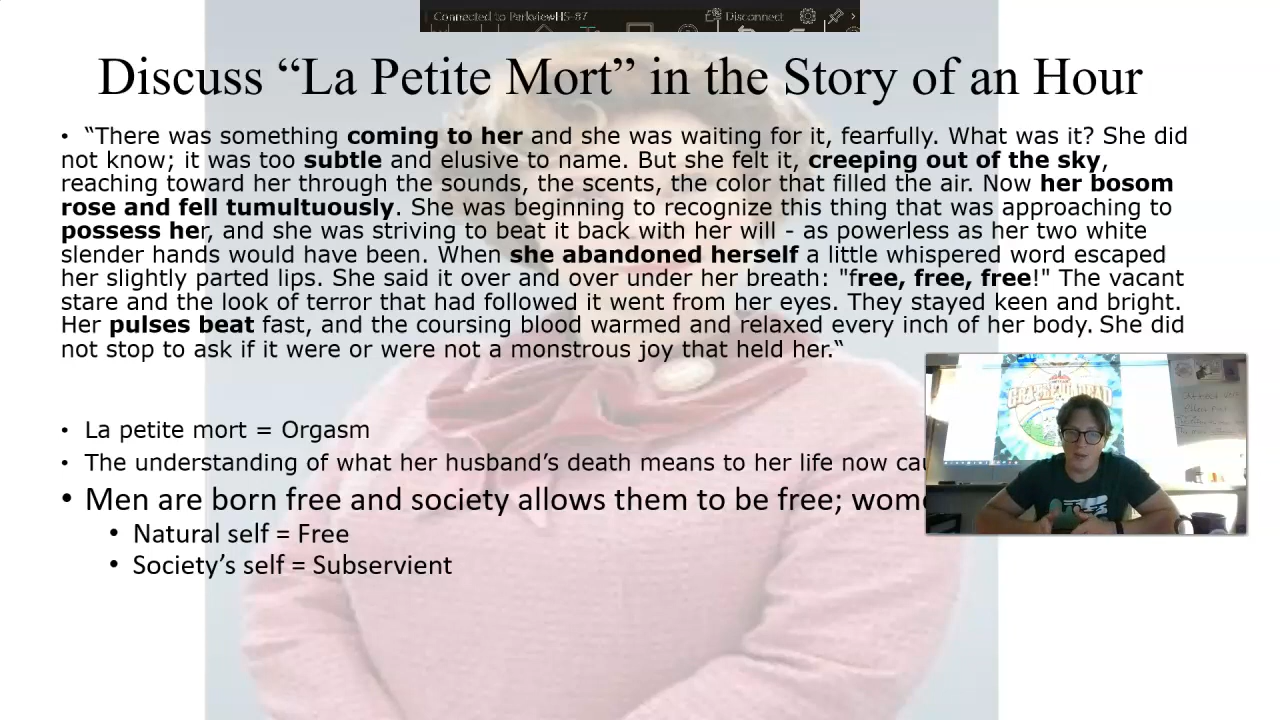 Connected to ParkviewHS-87
Disconnect
Discuss “La Petite Mort” in the Story of an Hour
• “There was something coming to her and she was waiting for it, fearfully. What was it? She did
not know; it was too subtle and elusive to name. But she felt it, creeping out of the sky,
reaching toward her through the sounds, the scents, the color that filled the air. Now her bosom
rose and fell tumultuously. She was beginning to recognize this thing that was approaching to
possess her, and she was striving to beat it back with her will - as powerless as her two white
slender hands would have been. When she abandoned herself a little whispered word escaped
her slightly parted lips. She said it over and over under her breath: "free, free, free!" The vacant
stare and the look of terror that had followed it went from her eyes. They stayed keen and bright.
Her pulses beat fast, and the coursing blood warmed and relaxed every inch of her body. She did
not stop to ask if it were or were not a monstrous joy that held her.“
• La petite mort = Orgasm
• The understanding of what her husband’s death means to her life now
• Men are born free and society allows them to be free;
• Natural self = Free
• Society’s self = Subservient
GRATEFUL DEAD